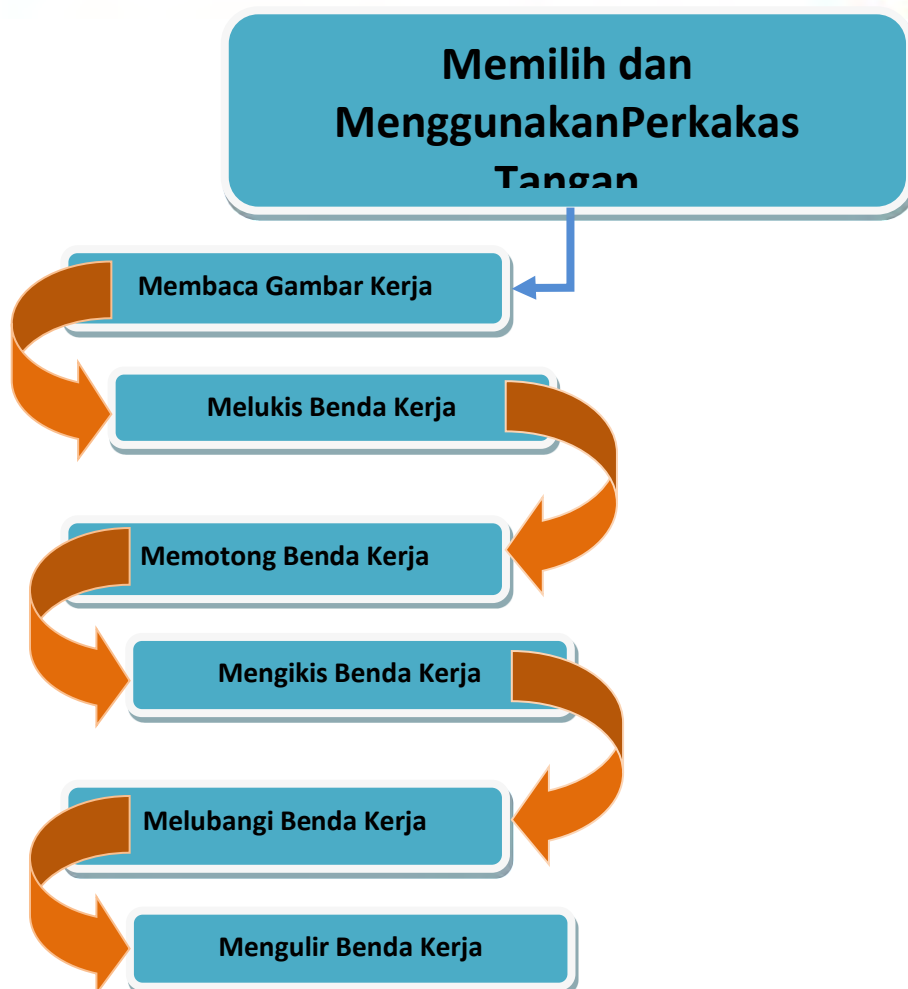 Memilih dan
MenggunakanPerkakas
Tangan
Membaca Gambar Kerja
Melukis Benda Kerja
Memotong Benda Kerja
Mengikis Benda Kerja
Melubangi Benda Kerja
Mengulir Benda Kerja